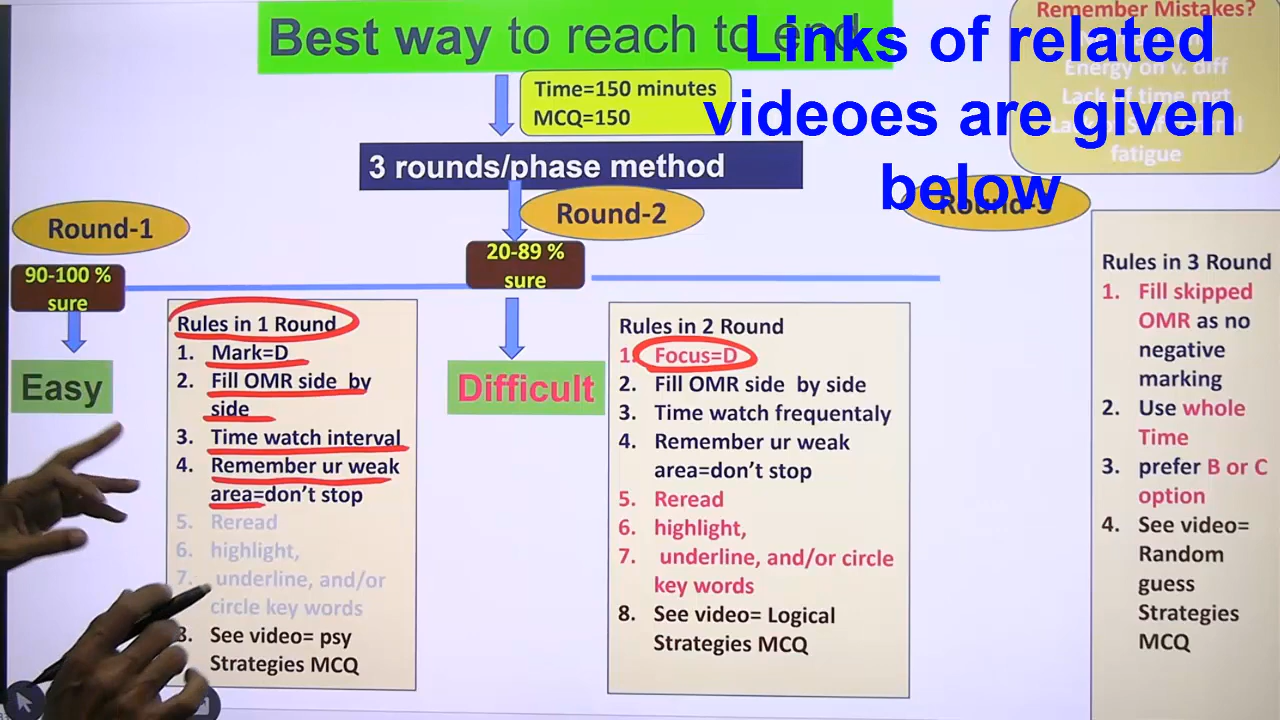 Best way to reach to end
Links of related
videoes are given
below
Remember Mistakes?
Energy on v. diff
Lack of time mgt
fatigue
Time=150 minutes
MCQ=150
3 rounds/phase method
Round-1
Round-2
Round-3
90-100 %
sure
20-89 %
sure
Easy
Difficult
Rules in 1 Round
1. Mark=D
2. Fill OMR side by
side
3. Time watch interval
4. Remember ur weak
area=don't stop
5. Reread
6. highlight,
7. underline, and/or
circle key words
8. See video= psy
Strategies MCQ
Rules in 2 Round
1. Focus=D
2. Fill OMR side by side
3. Time watch frequentaly
4. Remember ur weak
area=don't stop
5. Reread
6. highlight,
7. underline, and/or circle
key words
8. See video= Logical
Strategies MCQ
Rules in 3 Round
1. Fill skipped
OMR as no
negative
marking
2. Use whole
Time
3. prefer B or C
option
4. See video=
Random
guess
Strategies
MCQ